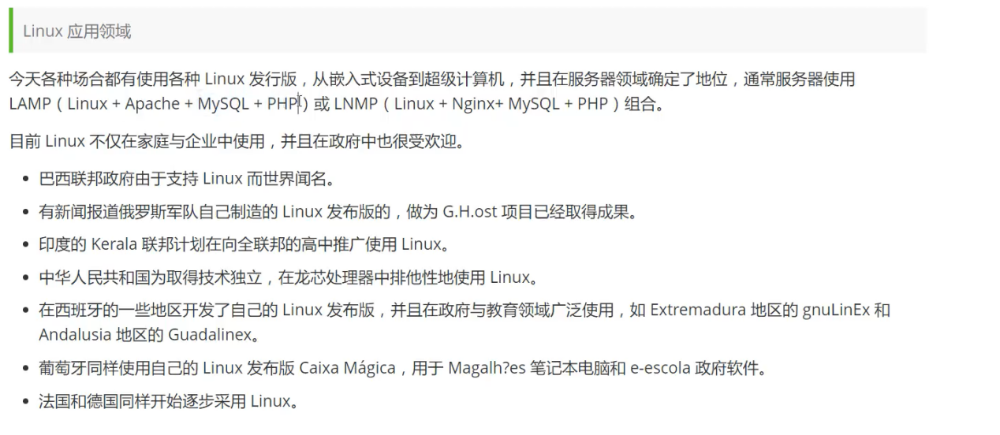 Linux 应用领域
今天各种场合都有使用各种 Linux 发行版，从嵌入式设备到超级计算机，并且在服务器领域确定了地位，通常服务器使用
LAMP（Linux + Apache + MySQL + PHP）或 LNMP（Linux + Nginx+ MySQL + PHP）组合。
目前 Linux 不仅在家庭与企业中使用，并且在政府中也很受欢迎。
• 巴西联邦政府由于支持 Linux 而世界闻名。
• 有新闻报道俄罗斯军队自己制造的 Linux 发布版的，做为 G.H.ost 项目已经取得成果。
• 印度的 Kerala 联邦计划在向全联邦的高中推广使用 Linux。
• 中华人民共和国为取得技术独立，在龙芯处理器中排他性地使用 Linux。
• 在西班牙的一些地区开发了自己的 Linux 发布版，并且在政府与教育领域广泛使用，如 Extremadura 地区的 gnuLinEx 和
Andalusia 地区的 Guadalinex。
• 葡萄牙同样使用自己的 Linux 发布版 Caixa Mágica，用于 Magalh?es 笔记本电脑和 e-escola 政府软件。
• 法国和德国同样开始逐步采用 Linux。